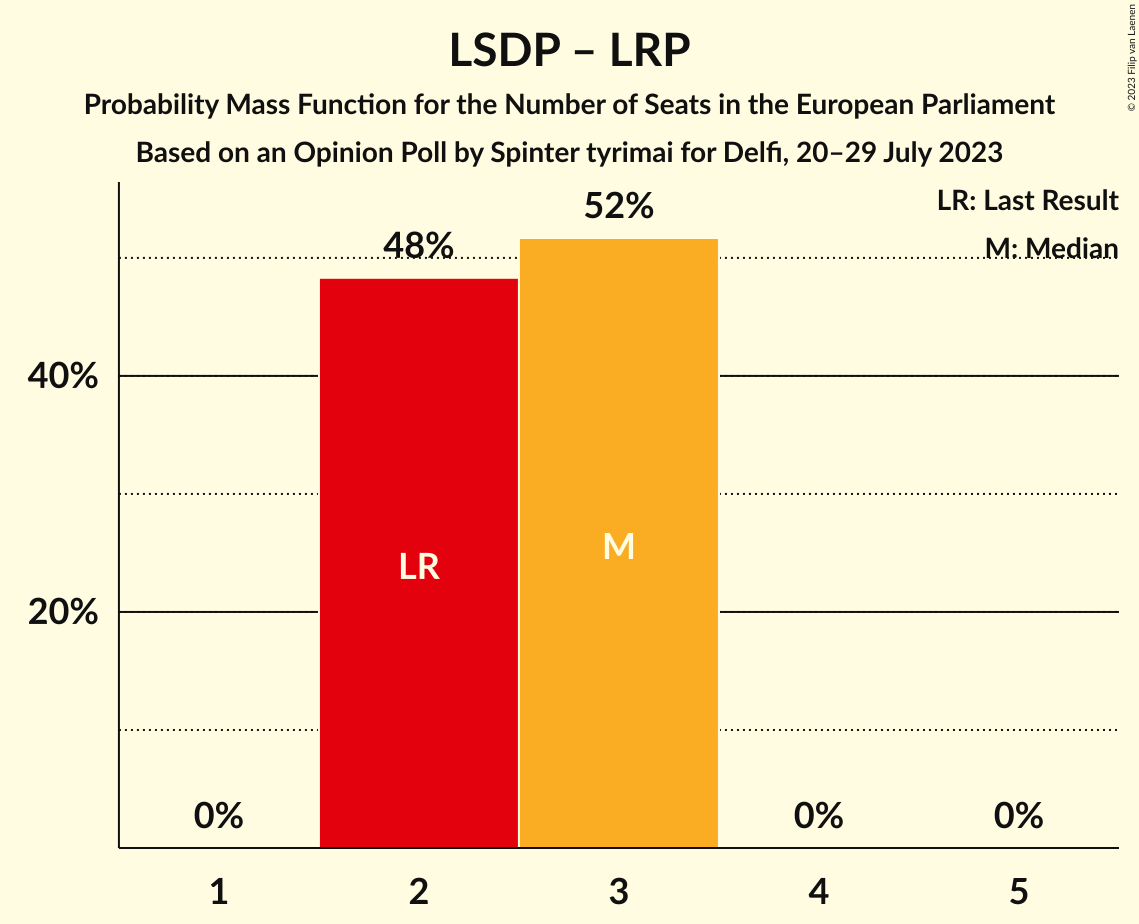 LSDP – LRP
Probability Mass Function for the Number of Seats in the European Parliament
Based on an Opinion Poll by Spinter tyrimai for Delfi, 20–29 July 2023
© 2023 Filip van Laenen
LR: Last Result
M: Median
52%
48%
40%
20%
LR
M
0%
0%
0%
1
2
3
4
5